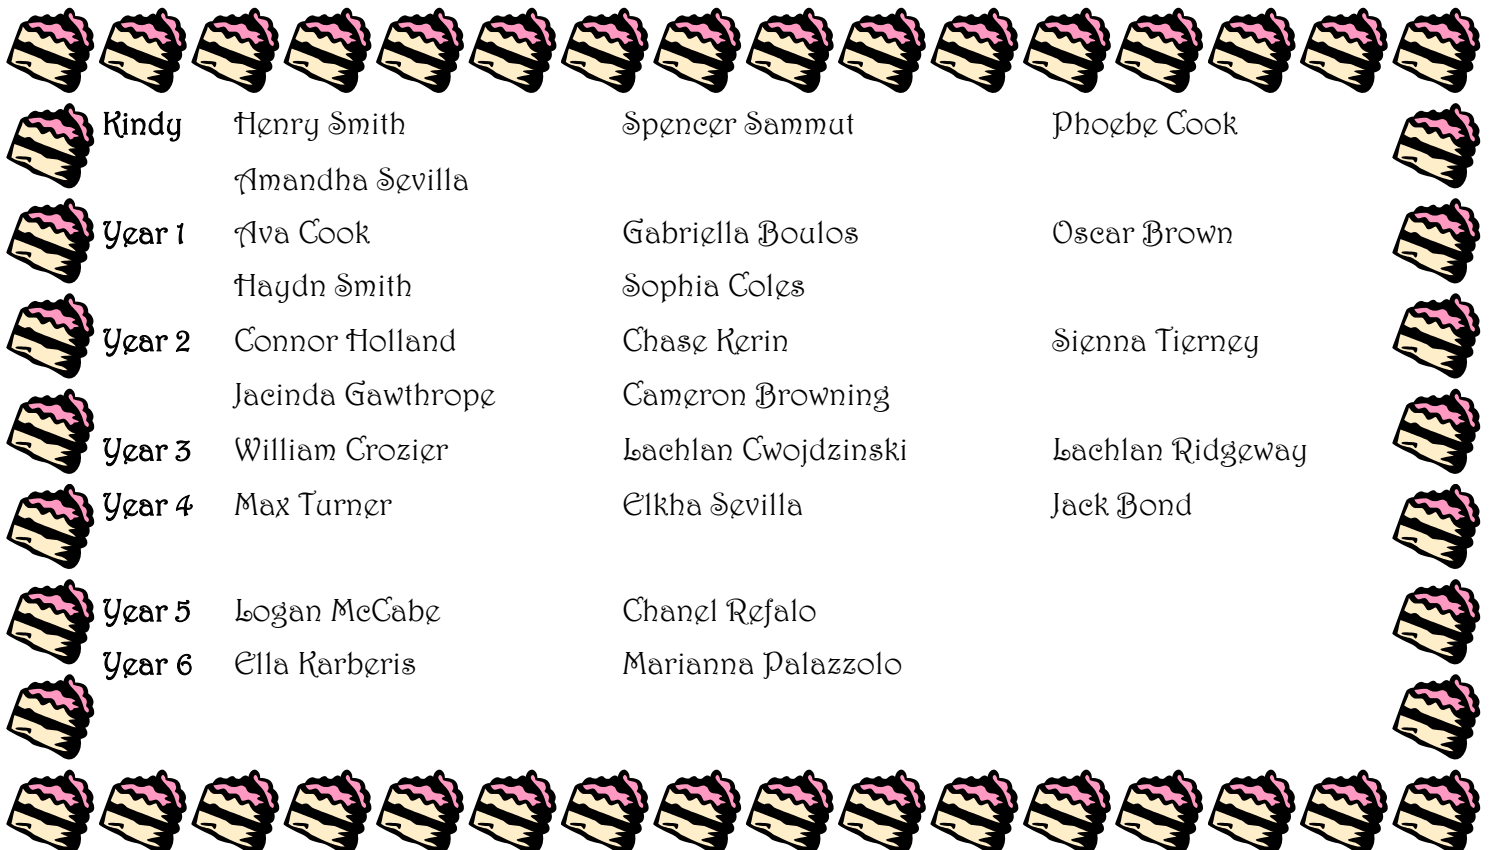 Kindy Henry Smith Spencer Sammut Phoebe Cook
Amandha Sevilla
Year 1 Ava Cook Gabriella Boulos Oscar Brown
Haydn Smith Sophia Coles
Year 2 Connor Holland Chase Kerin Sienna Tierney
Jacinda Gawthrope Cameron Browning
Year 3 William Crozier Lachlan Cwojdzinski Lachlan Ridgeway
Year 4 Max Turner Elkha Sevilla Jack Bond
Year 5 Logan McCabe Chanel Refalo
Year 6 Ella Karberis Marianna Palazzolo